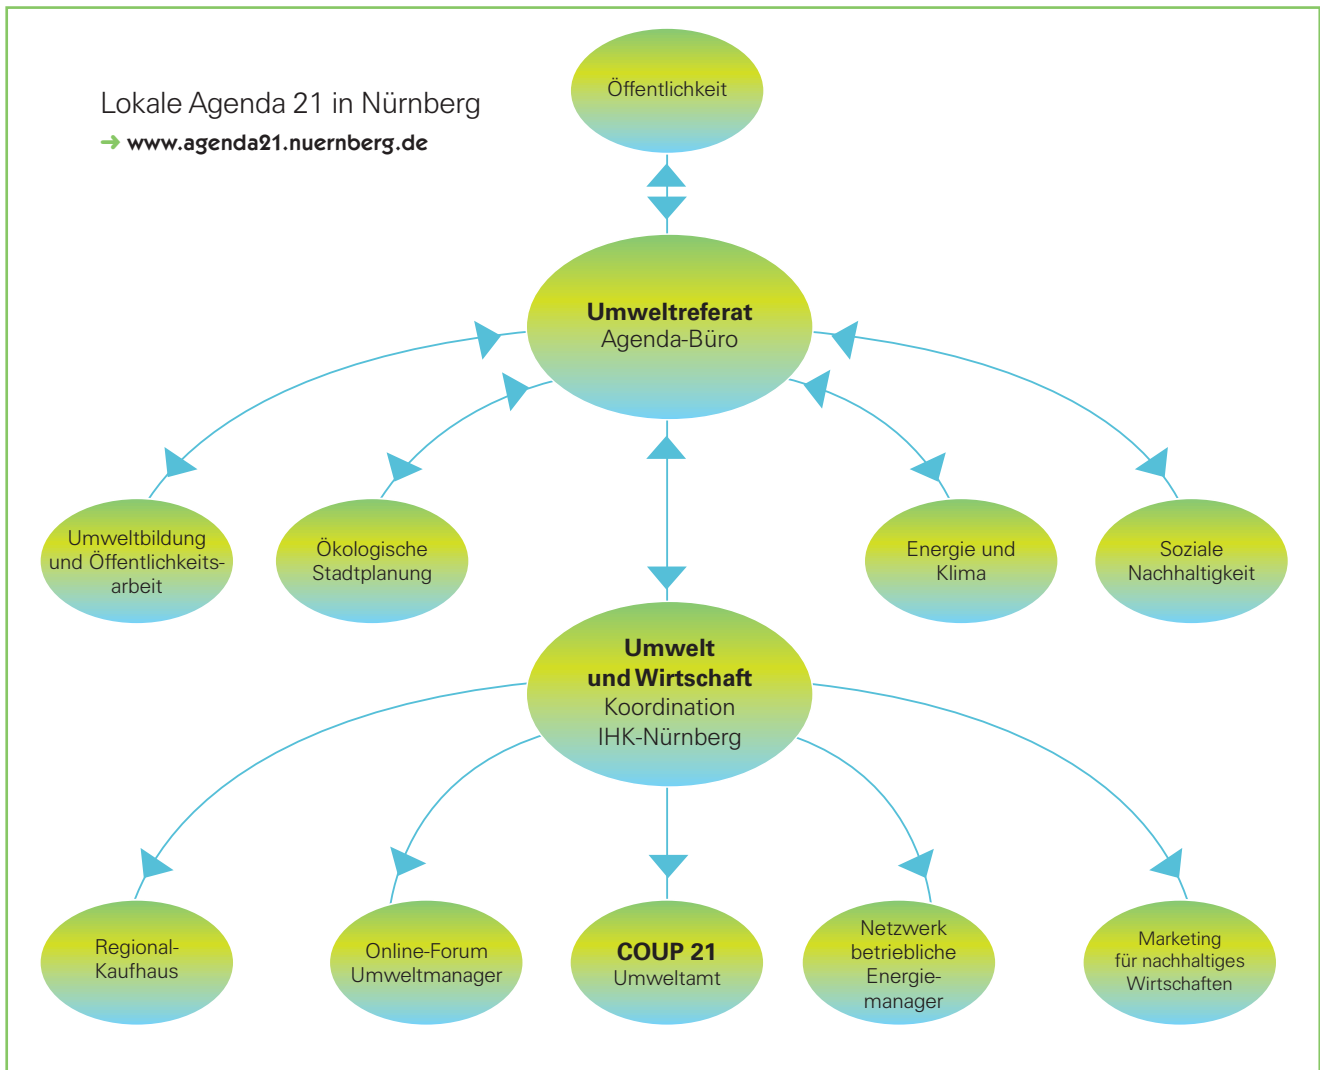 Öffentlichkeit
Lokale Agenda 21 in Nürnberg
➜ www.agenda21.nuernberg.de
Umweltreferat
Agenda-Büro
Umweltbildung
und Öffentlichkeits-
arbeit
Ökologische
Stadtplanung
Energie und
Klima
Soziale
Nachhaltigkeit
Umwelt
und Wirtschaft
Koordination
IHK-Nürnberg
Regional-
Kaufhaus
Online-Forum
Umweltmanager
COUP 21
Umweltamt
Netzwerk
betriebliche
Energie-
manager
Marketing
für nachhaltiges
Wirtschaften